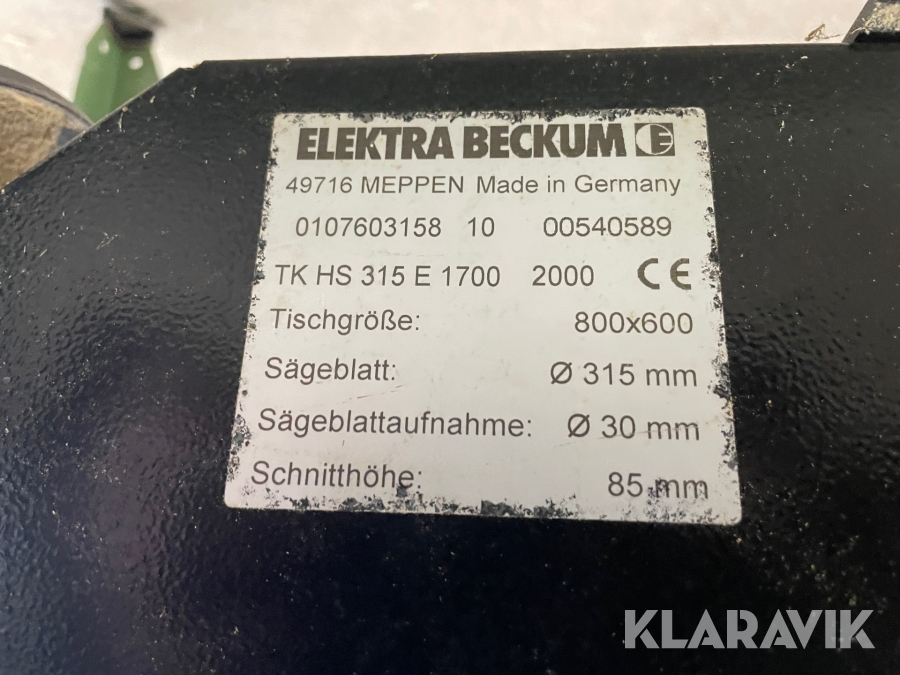 ELEKTRA BECKUM
49716 MEPPEN Made in Germany
0107603158 10 00540589
TK HS 315 E 1700 2000 CE
Tischgröße: 800x600
Sägeblatt: Ø 315 mm
Sägeblattaufnahme: Ø 30 mm
Schnitthöhe: 85 mm
KLARAVIK